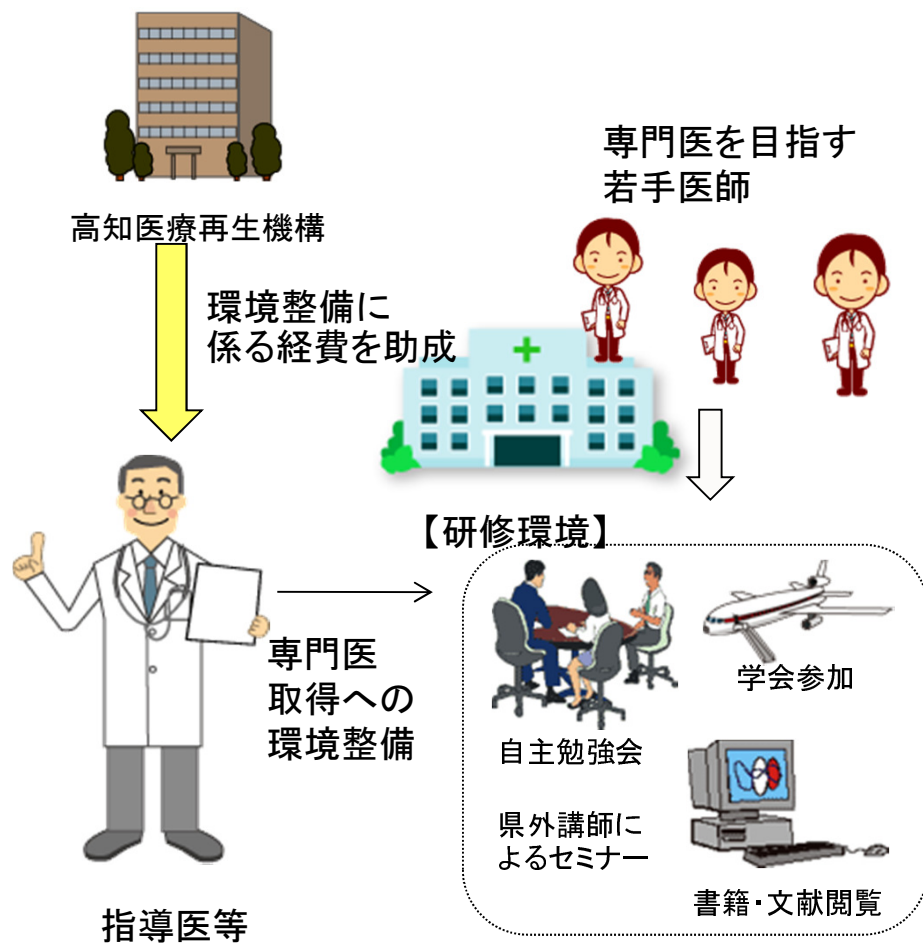 高知医療再生機構
環境整備に
係る経費を助成
専門医を目指す
若手医師
【研修環境】
専門医
取得への
環境整備
指導医等
自主勉強会
学会参加
県外講師に
よるセミナー
書籍・文献閲覧